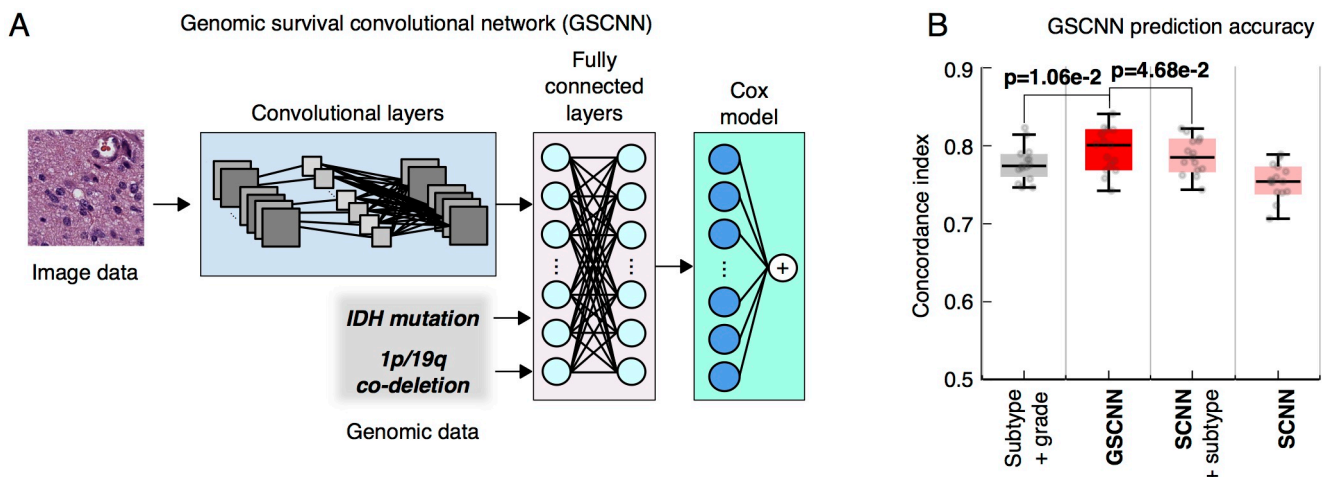 A
Genomic survival convolutional network (GSCNN)
Convolutional layers
Fully
connected
layers
Cox
model
Image data
IDH mutation
1p/19q
co-deletion
Genomic data
+
B
GSCNN prediction accuracy
p=1.06e-2
p=4.68e-2
Concordance index
0.9
0.8
0.7
0.6
0.5
Subtype
+ grade
GSCNN
SCNN
+ subtype
SCNN